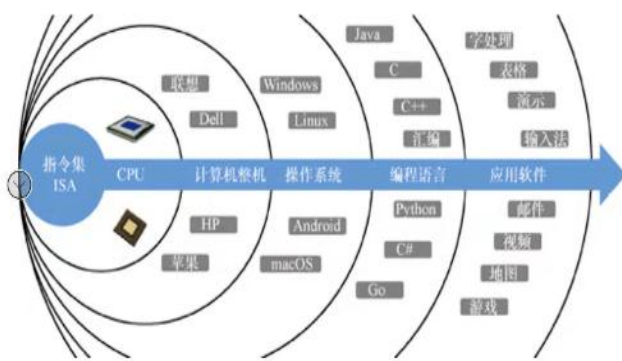 Java
字处理
联想
Windows
C
表格
Dell
Linux
C++
演示
汇编
输入法
指令集
ISA
CPU
计算机整机
操作系统
编程语言
应用软件
HP
Android
Python
邮件
苹果
macOS
C#
视频
Go
地图
游戏